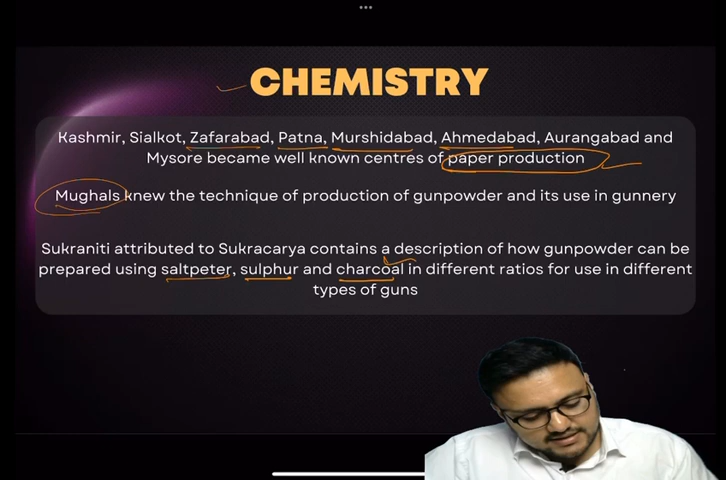 CHEMISTRY
Kashmir, Sialkot, Zafarabad, Patna, Murshidabad, Ahmedabad, Aurangabad and
Mysore became well known centres of paper production
Mughals knew the technique of production of gunpowder and its use in gunnery
Sukraniti attributed to Sukracarya contains a description of how gunpowder can be
prepared using saltpeter, sulphur and charcoal in different ratios for use in different
types of guns